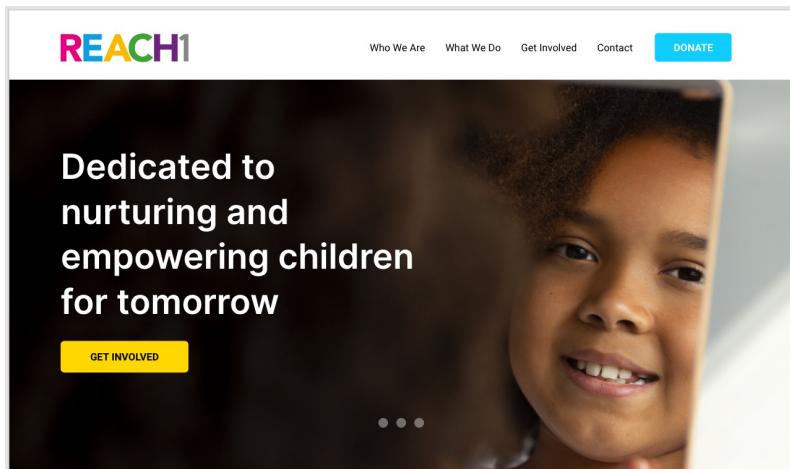 REACH1
Who We Are What We Do Get Involved Contact DONATE
Dedicated to
nurturing and
empowering children
for tomorrow
GET INVOLVED